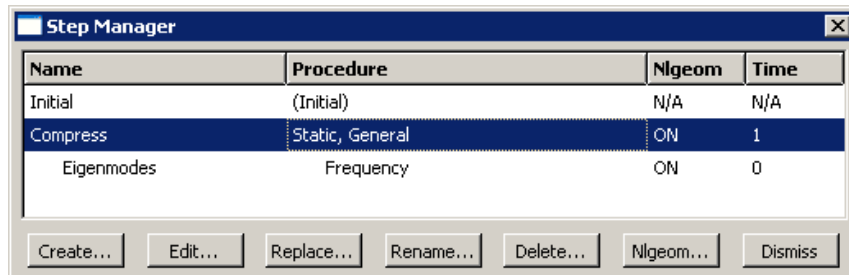 Step Manager
Name Procedure Nlgeom Time
Initial (Initial) N/A N/A
Compress Static, General ON 1
Eigenmodes Frequency ON 0
Create... Edit... Replace... Rename... Delete... Nlgeom... Dismiss